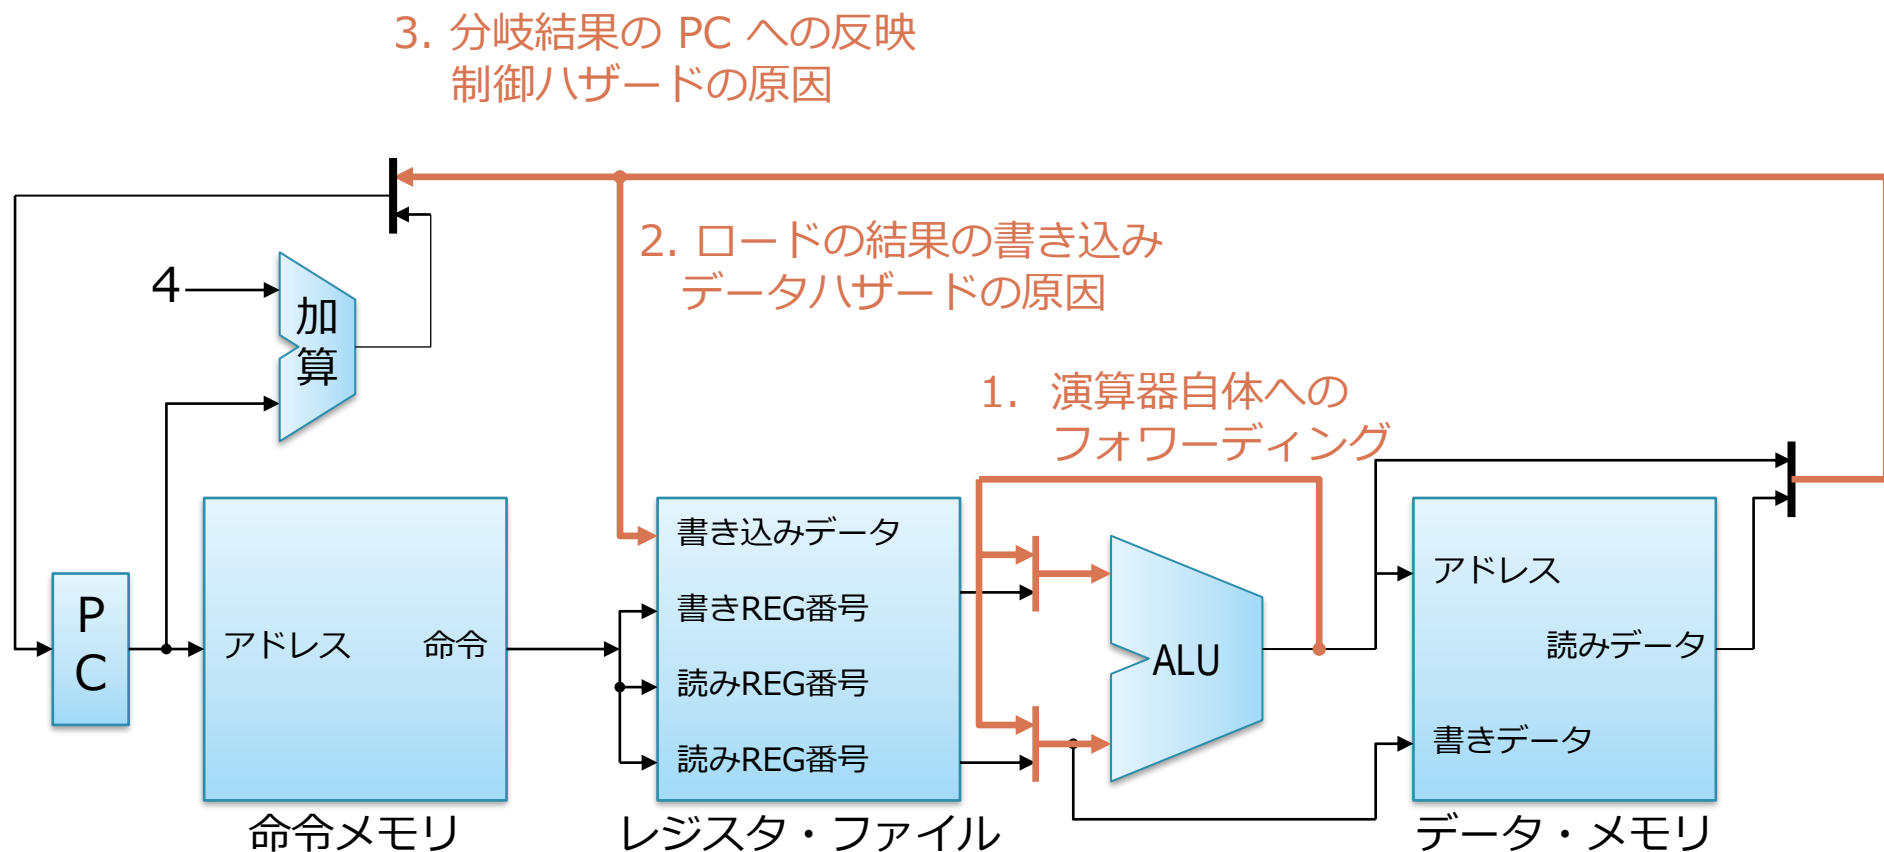 3. 分岐結果の PC への反映
制御ハザードの原因
2. ロードの結果の書き込み
データハザードの原因
4
加
算
1. 演算器自体への
フォワーディング
P
C
アドレス
命令
書き込みデータ
書きREG番号
読みREG番号
読みREG番号
ALU
アドレス
読みデータ
書きデータ
命令メモリ
レジスタ・ファイル
データ・メモリ